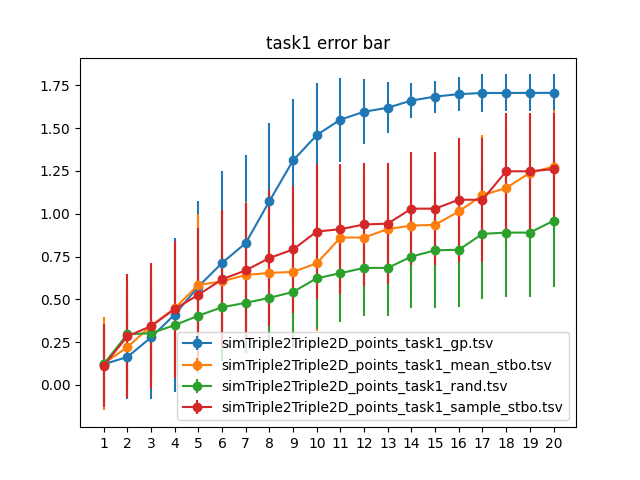 task1 error bar
1.75
1.50
1.25
1.00
0.75
0.50
0.25
0.00
simTriple2Triple2D_points_task1_gp.tsv
simTriple2Triple2D_points_task1_mean_stbo.tsv
simTriple2Triple2D_points_task1_rand.tsv
simTriple2Triple2D_points_task1_sample_stbo.tsv
1 2 3 4 5 6 7 8 9 10 11 12 13 14 15 16 17 18 19 20